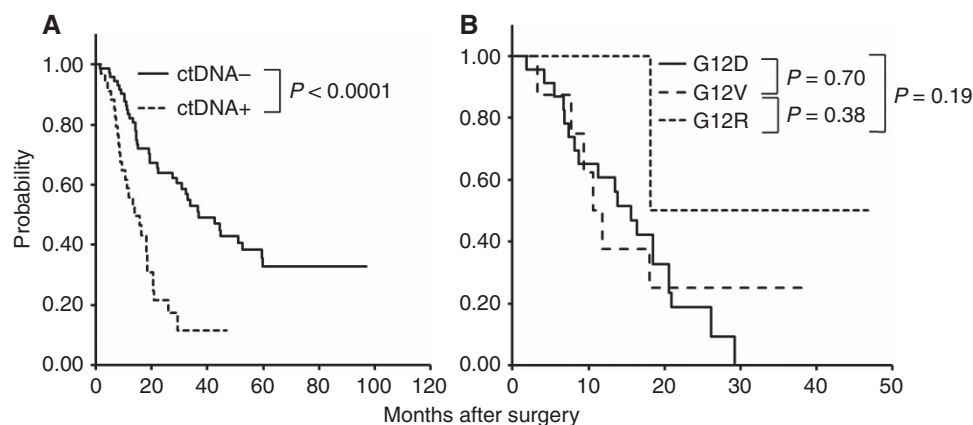 A
B
Probability
1.00
0.80
0.60
0.40
0.20
0.00
ctDNA–
ctDNA+
P < 0.0001
0 20 40 60 80 100 120
1.00
0.80
0.60
0.40
0.20
0.00
G12D
G12V
G12R
P = 0.70
P = 0.38
P = 0.19
0 10 20 30 40 50
Months after surgery